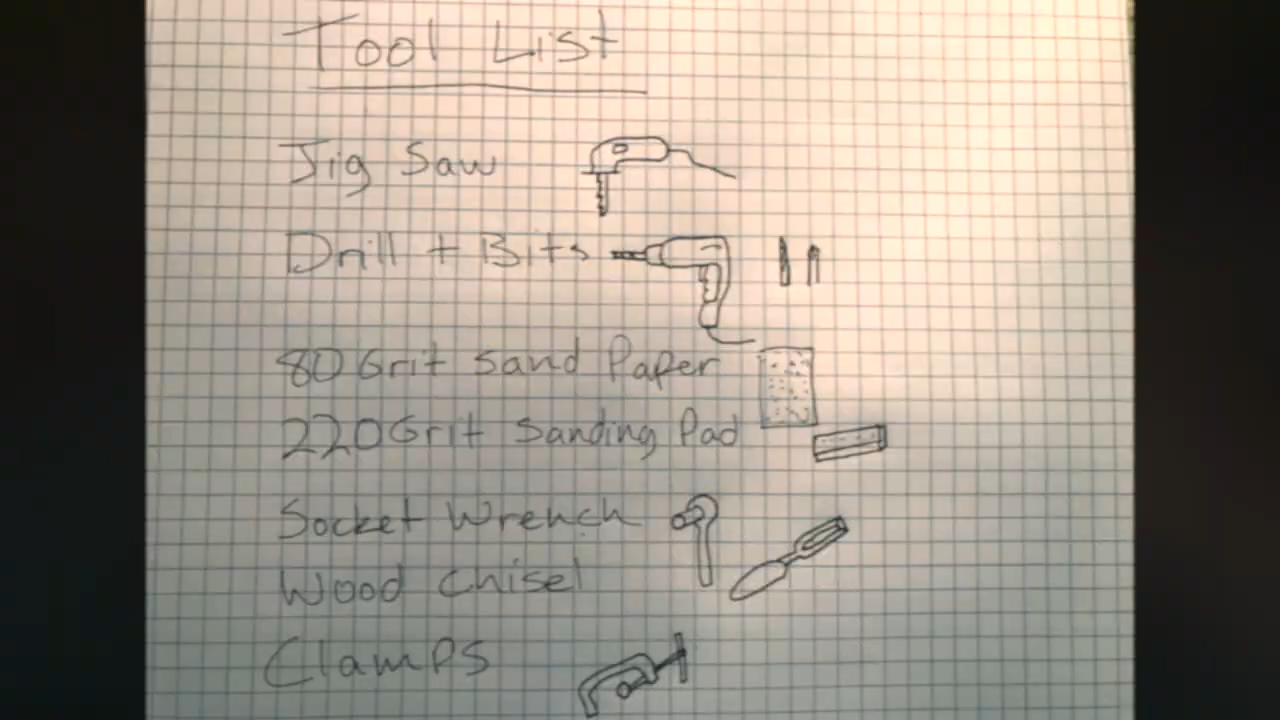 Tool List
Jig Saw
Drill + Bits
80 Grit Sand Paper
220 Grit Sanding Pad
Socket Wrench
Wood Chisel
Clamps